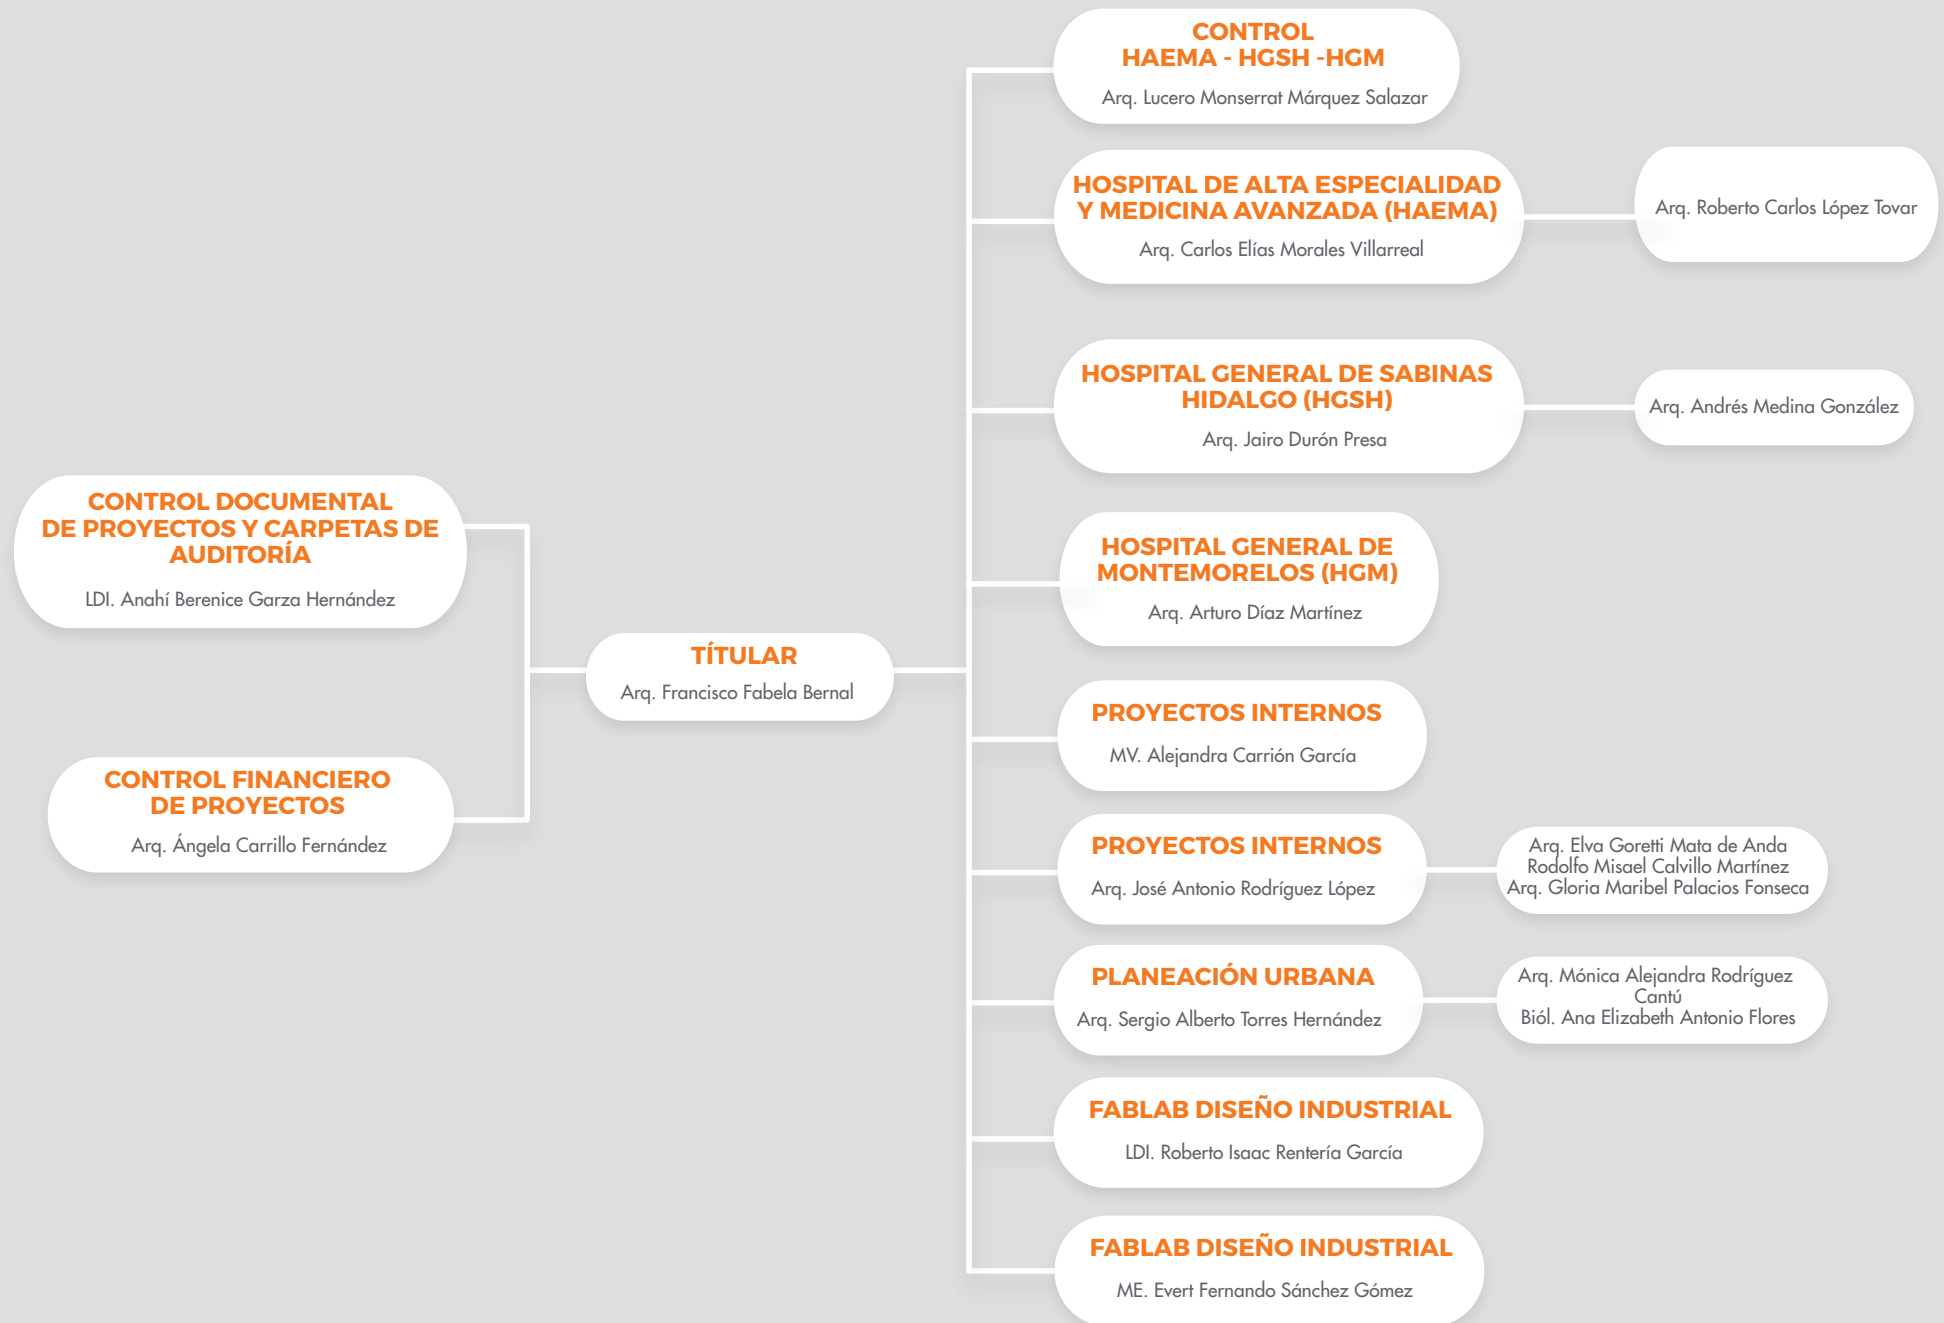 CONTROL DOCUMENTAL
DE PROYECTOS Y CARPETAS DE
AUDITORÍA
LDI. Anahí Berenice Garza Hernández
CONTROL FINANCIERO
DE PROYECTOS
Arq. Ángela Carrillo Fernández
TÍTULAR
Arq. Francisco Fabela Bernal
CONTROL
HAEMA - HGSH -HGM
Arq. Lucero Monserrat Márquez Salazar
HOSPITAL DE ALTA ESPECIALIDAD
Y MEDICINA AVANZADA (HAEMA)
Arq. Carlos Elías Morales Villarreal
Arq. Roberto Carlos López Tovar
HOSPITAL GENERAL DE SABINAS
HIDALGO (HGSH)
Arq. Jairo Durón Presa
Arq. Andrés Medina González
HOSPITAL GENERAL DE
MONTEMORELOS (HGM)
Arq. Arturo Díaz Martínez
PROYECTOS INTERNOS
MV. Alejandra Carrión García
PROYECTOS INTERNOS
Arq. José Antonio Rodríguez López
Arq. Elva Goretti Mata de Anda
Rodolfo Misael Calvillo Martínez
Arq. Gloria Maribel Palacios Fonseca
PLANEACIÓN URBANA
Arq. Sergio Alberto Torres Hernández
Arq. Mónica Alejandra Rodríguez
Cantú
Biól. Ana Elizabeth Antonio Flores
FABLAB DISEÑO INDUSTRIAL
LDI. Roberto Isaac Rentería García
FABLAB DISEÑO INDUSTRIAL
ME. Evert Fernando Sánchez Gómez